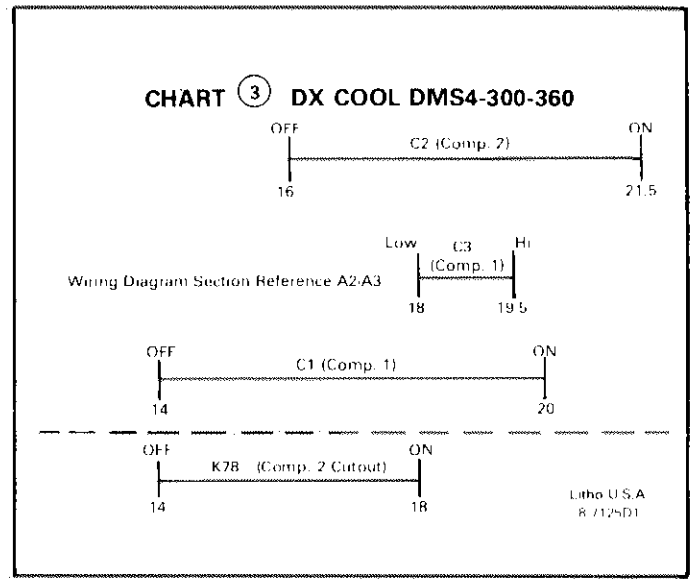 CHART 3 DX COOL DMS4-300-360
OFF ON
C2 (Comp. 2)
16 21.5
Low C3 Hi
(Comp. 1)
Wiring Diagram Section Reference A2-A3
18 19.5
OFF ON
C1 (Comp. 1)
14 20
OFF ON
K78 (Comp. 2 Cutout)
14 18
Litho U.S.A
8-7125D1